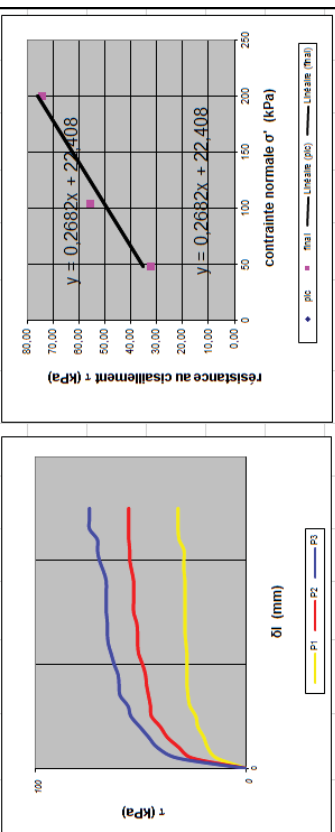 100
0
0
τ (kPa)
δl (mm)
P1
P2
P3
80,00
70,00
60,00
50,00
40,00
30,00
20,00
10,00
0,00
0
50
100
150
200
250
y = 0,2682x + 22,408
y = 0,2682x + 22,408
résistance au cisaillement τ (kPa)
contrainte normale σ' (kPa)
pic
final
Linéaire (pic)
Linéaire (final)